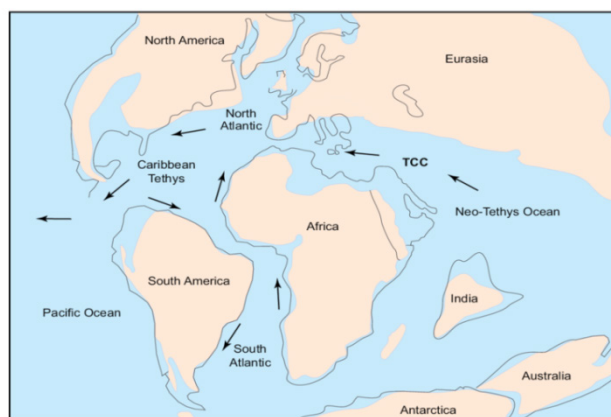 North America
Eurasia
North
Atlantic
Caribbean
Tethys
TCC
Neo-Tethys Ocean
Africa
South America
India
Pacific Ocean
South
Atlantic
Australia
Antarctica